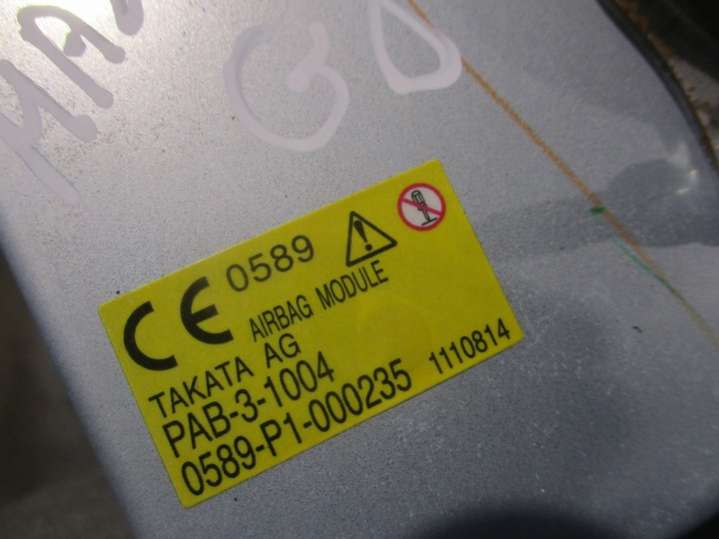 CE 0589
AIRBAG MODULE
TAKATA AG
PAB-3-1004
0589-P1-000235 1110814